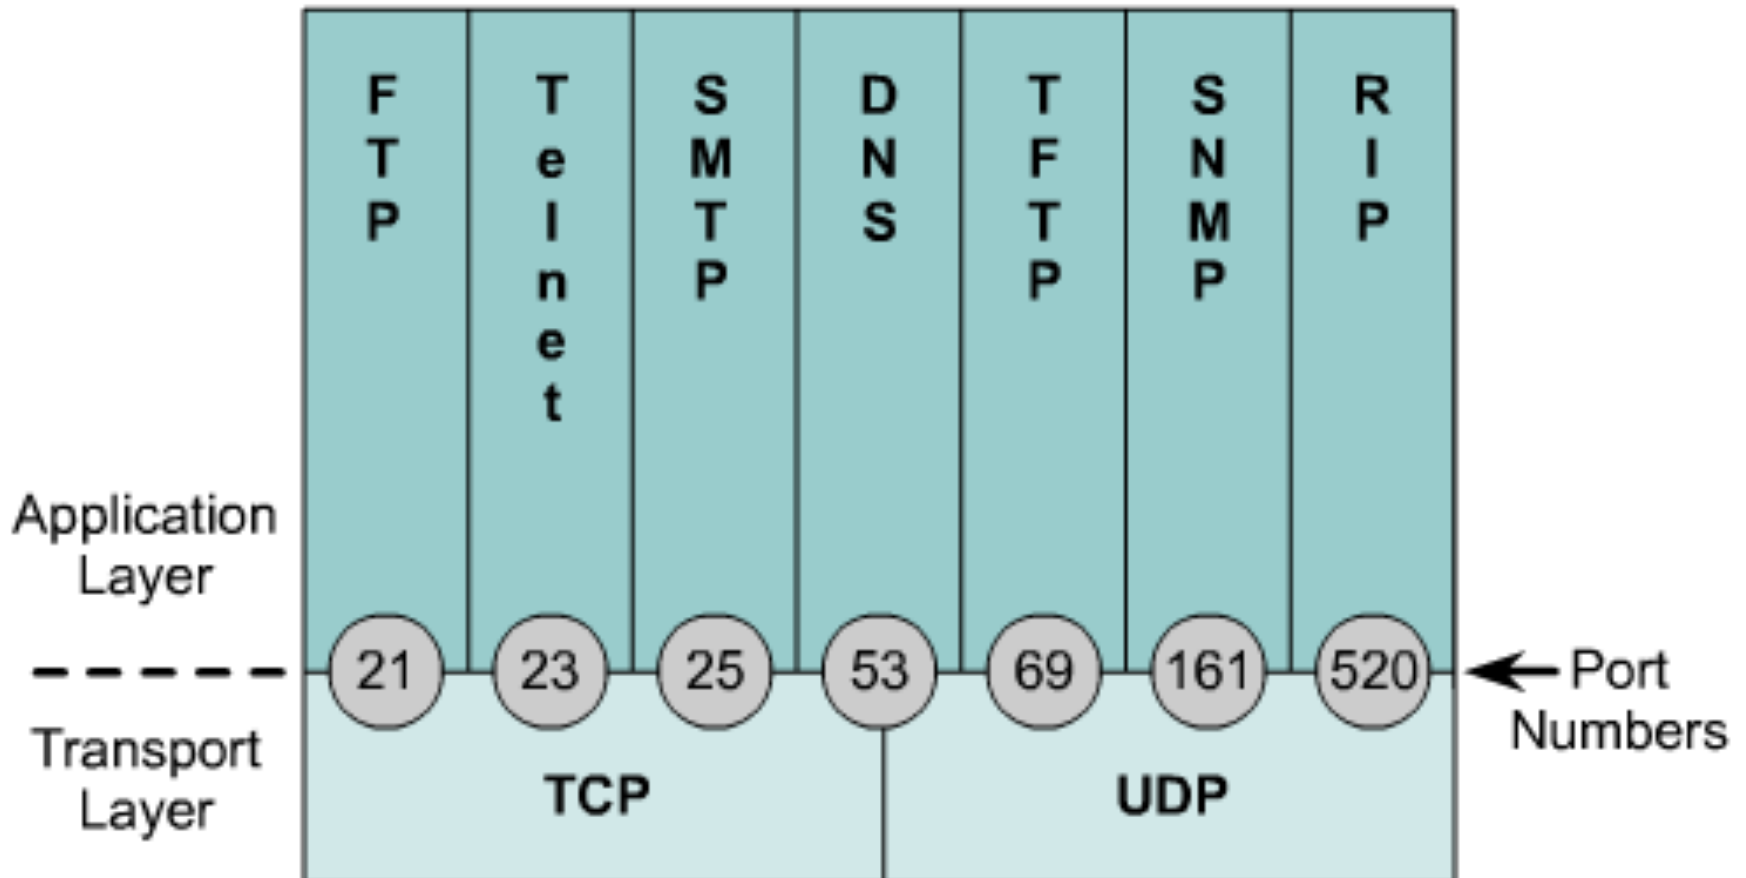 FTP
Telnet
SMTP
DNS
TFTP
SNMP
RIP
Application
Layer
21
23
25
53
69
161
520
Port
Numbers
Transport
Layer
TCP
UDP